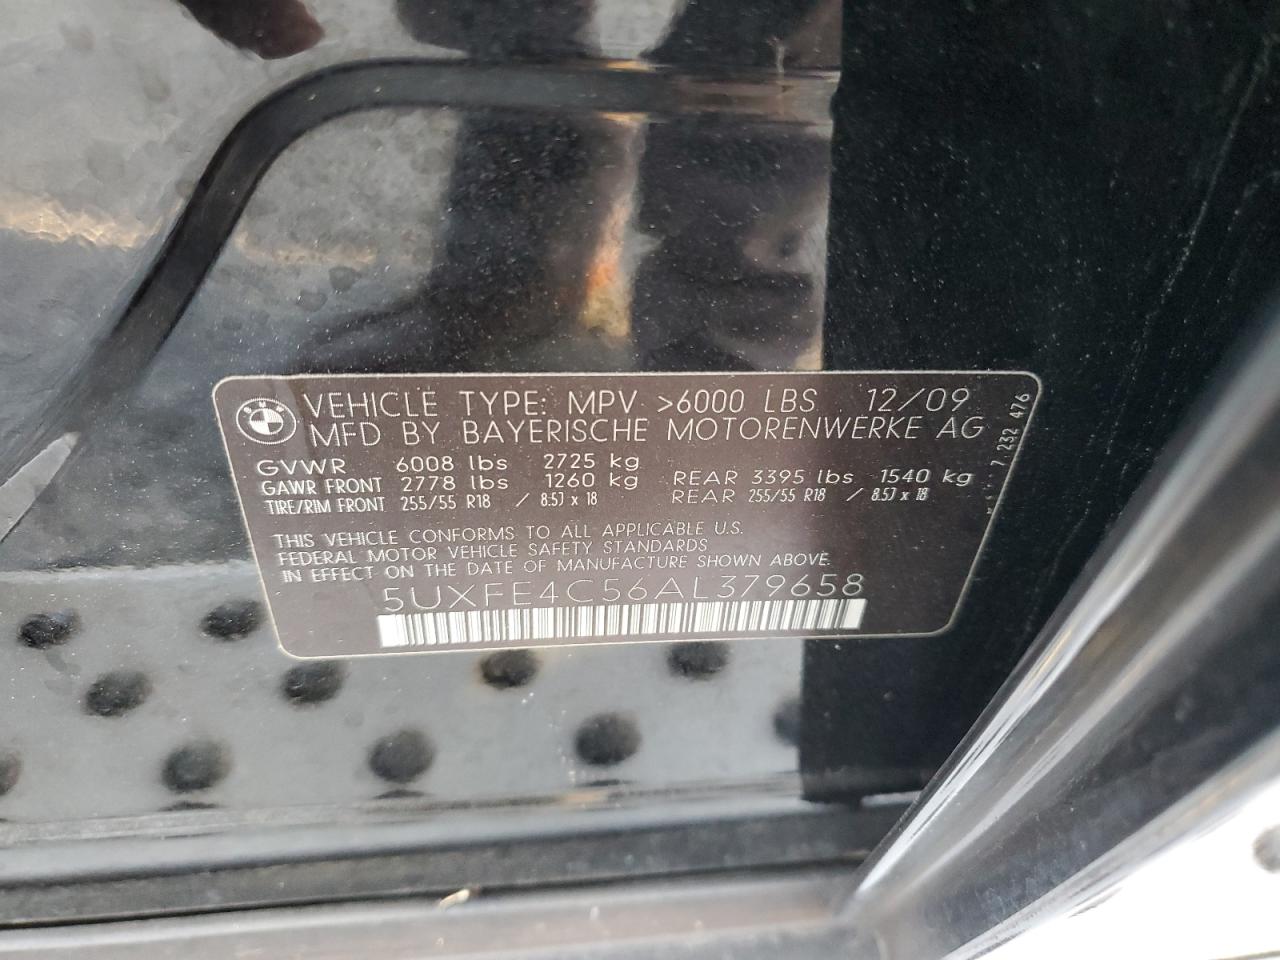 VEHICLE TYPE: MPV >6000 LBS 12/09
MFD BY BAYERISCHE MOTORENWERKE AG
GVWR 6008 lbs 2725 kg
GAWR FRONT 2778 lbs 1260 kg REAR 3395 lbs 1540 kg
TIRE/RIM FRONT 255/55 R18 / 8.5J x 18 REAR 255/55 R18 / 8.5J x 18
THIS VEHICLE CONFORMS TO ALL APPLICABLE U.S.
FEDERAL MOTOR VEHICLE SAFETY STANDARDS
IN EFFECT ON THE DATE OF MANUFACTURE SHOWN ABOVE.
5UXFE4C56AL379658
7 232 476